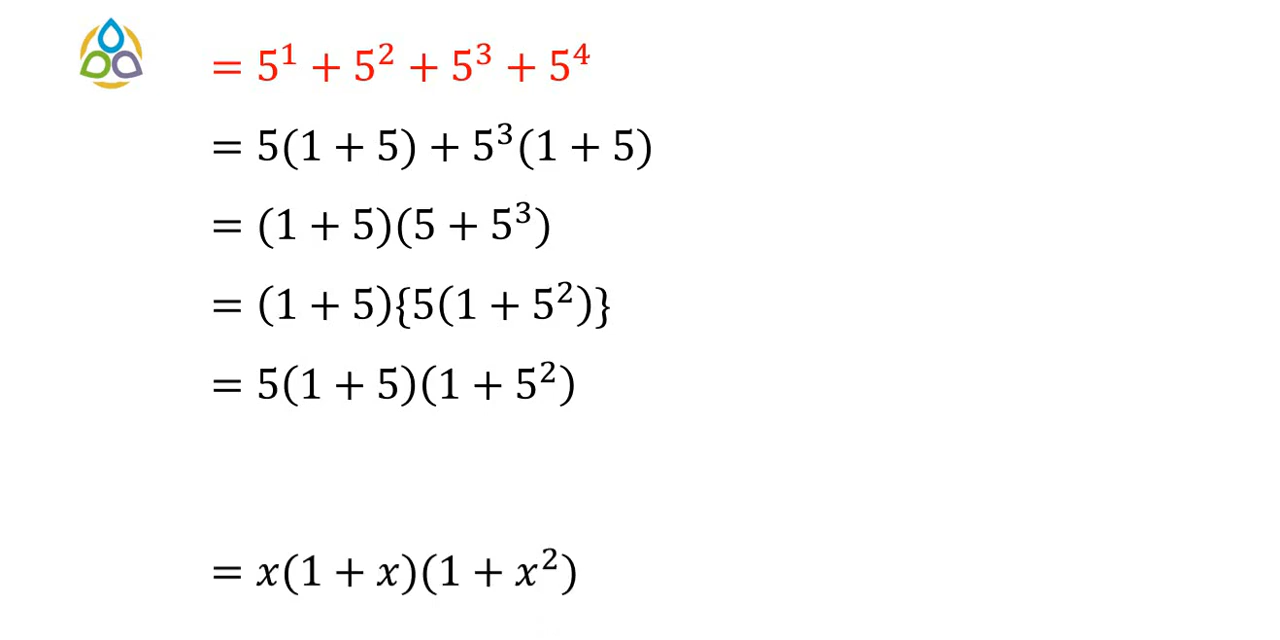 = 5¹ + 5² + 5³ + 5⁴
= 5(1 + 5) + 5³(1 + 5)
= (1 + 5)(5 + 5³)
= (1 + 5){5(1 + 5²)}
= 5(1 + 5)(1 + 5²)
= x(1 + x)(1 + x²)